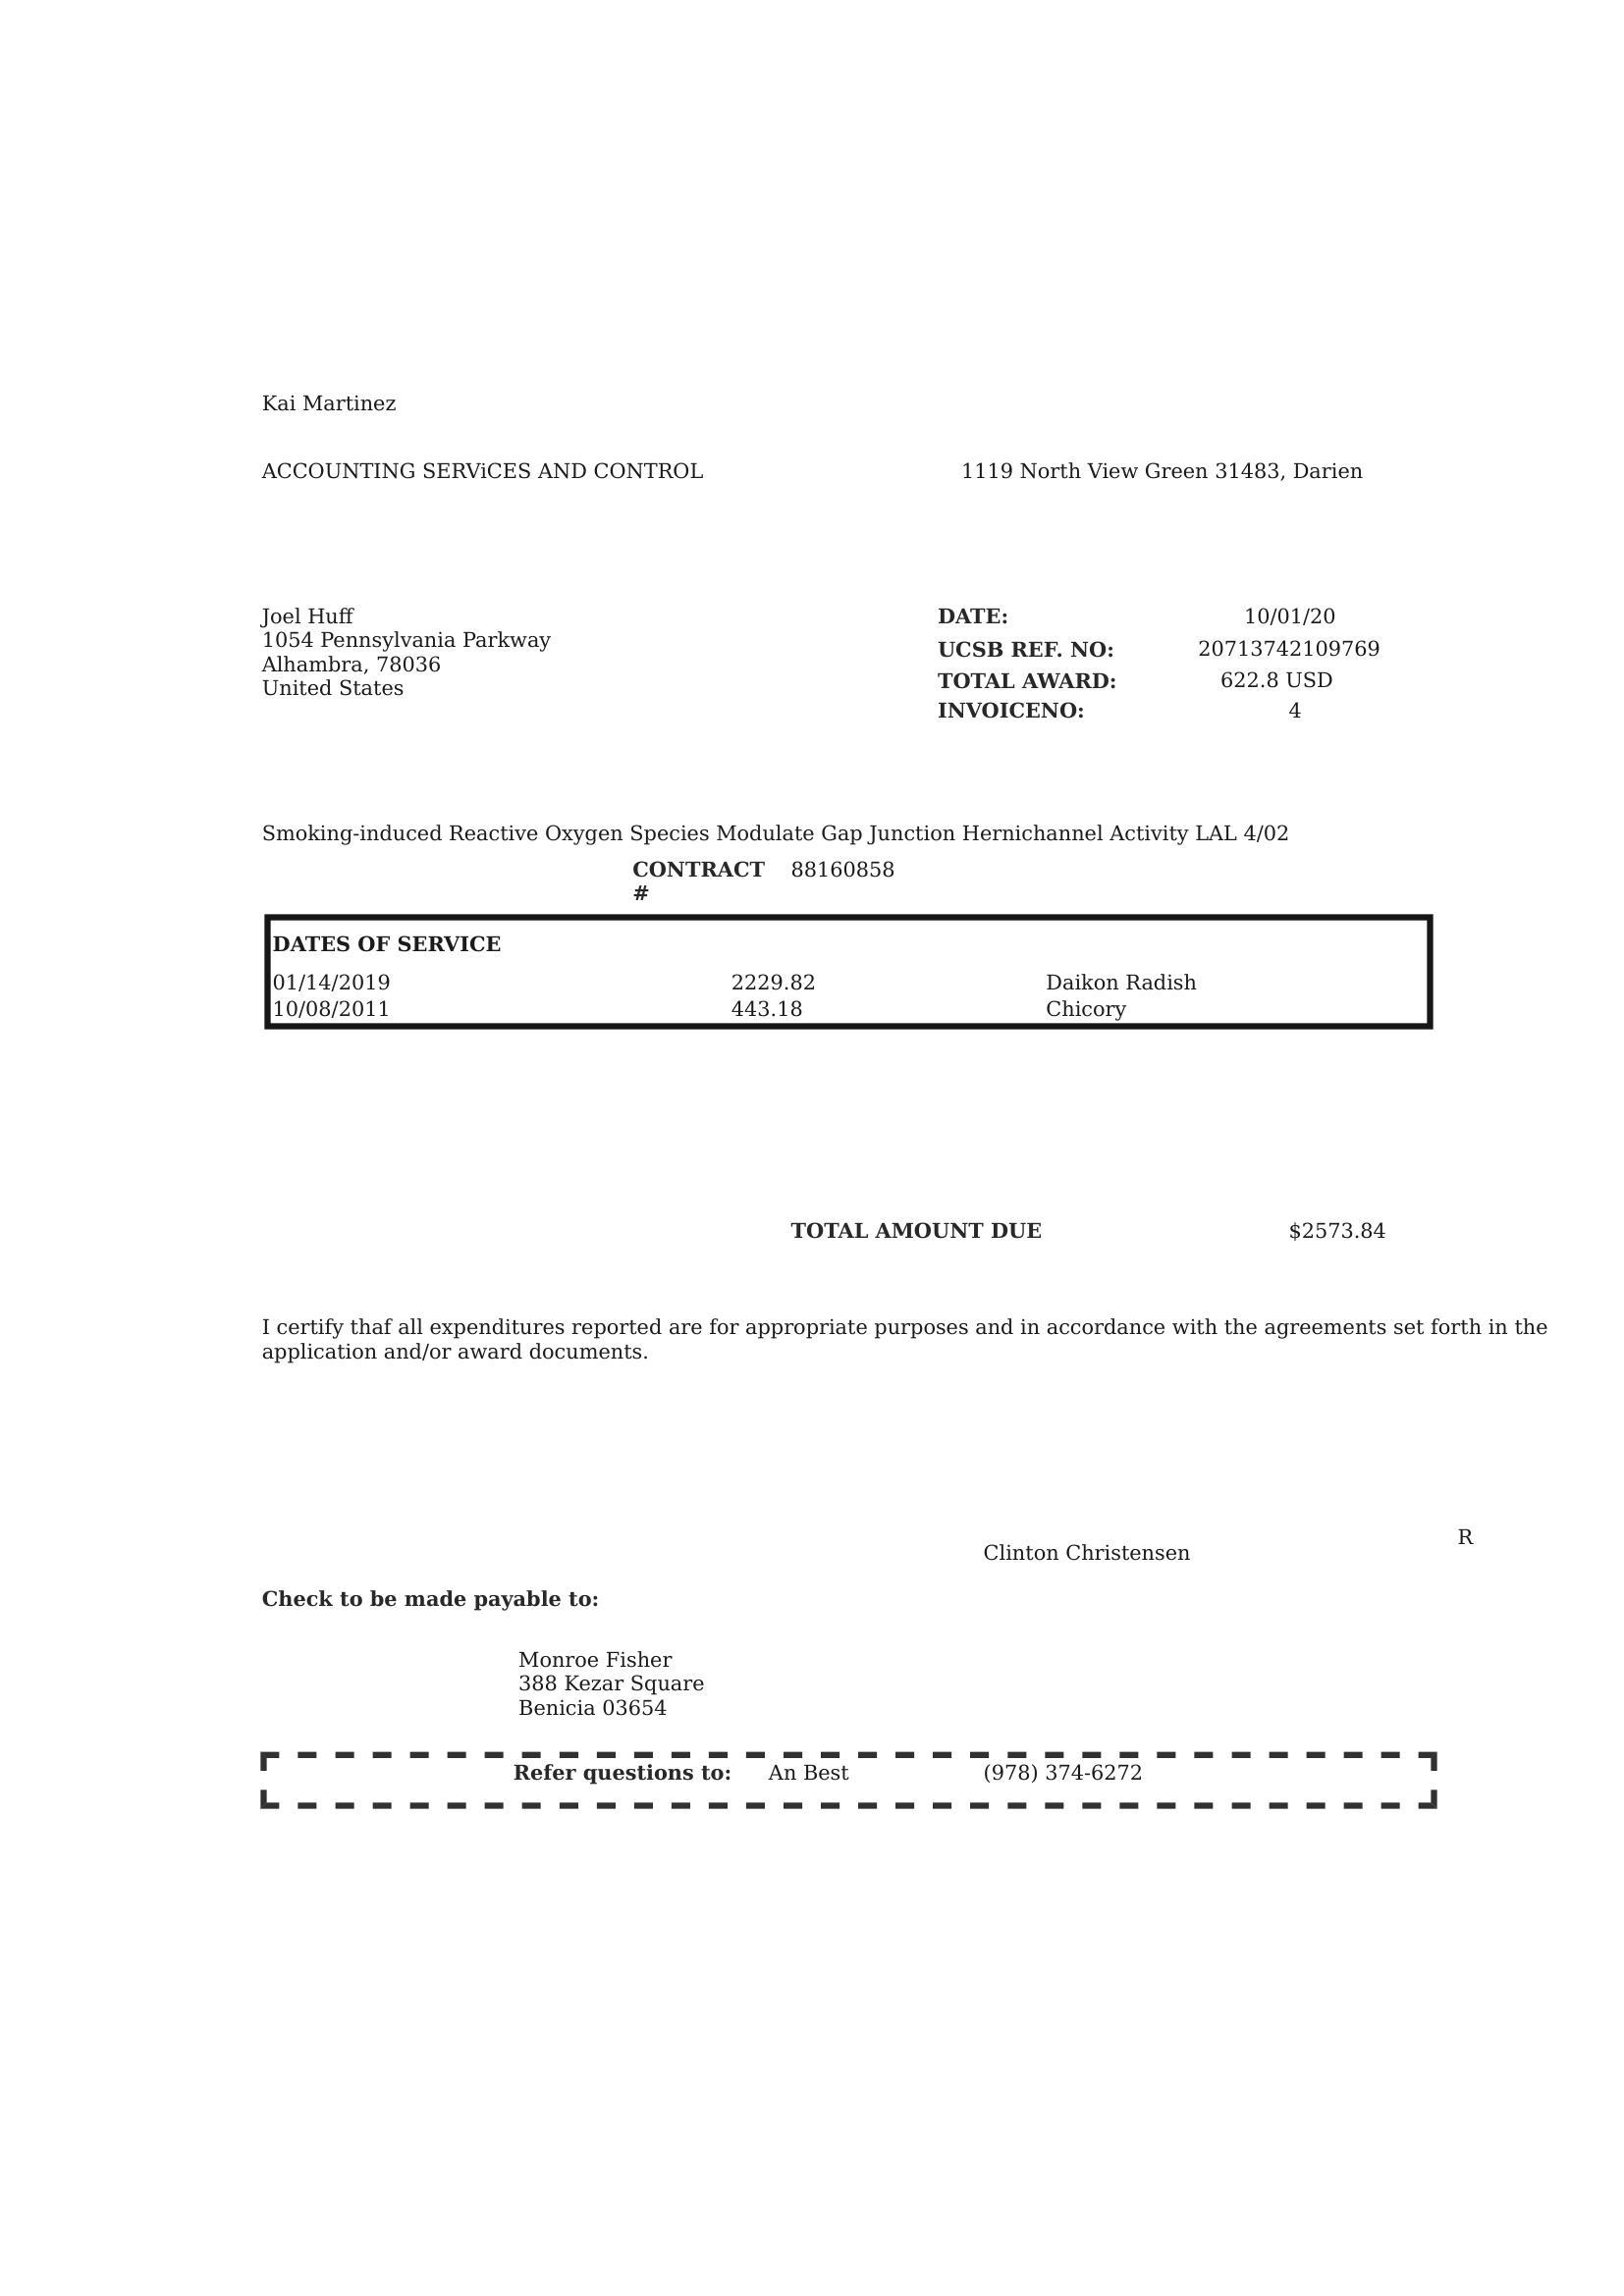 Kai Martinez
ACCOUNTING SERViCES AND CONTROL 1119 North View Green 31483, Darien
Joel Huff
1054 Pennsylvania Parkway
Alhambra, 78036
United States
DATE: 10/01/20
UCSB REF. NO: 20713742109769
TOTAL AWARD: 622.8 USD
INVOICENO: 4
Smoking-induced Reactive Oxygen Species Modulate Gap Junction Hernichannel Activity LAL 4/02
CONTRACT 88160858
#
DATES OF SERVICE
01/14/2019 2229.82 Daikon Radish
10/08/2011 443.18 Chicory
TOTAL AMOUNT DUE $2573.84
I certify thaf all expenditures reported are for appropriate purposes and in accordance with the agreements set forth in the
application and/or award documents.
R
Clinton Christensen
Check to be made payable to:
Monroe Fisher
388 Kezar Square
Benicia 03654
Refer questions to: An Best (978) 374-6272